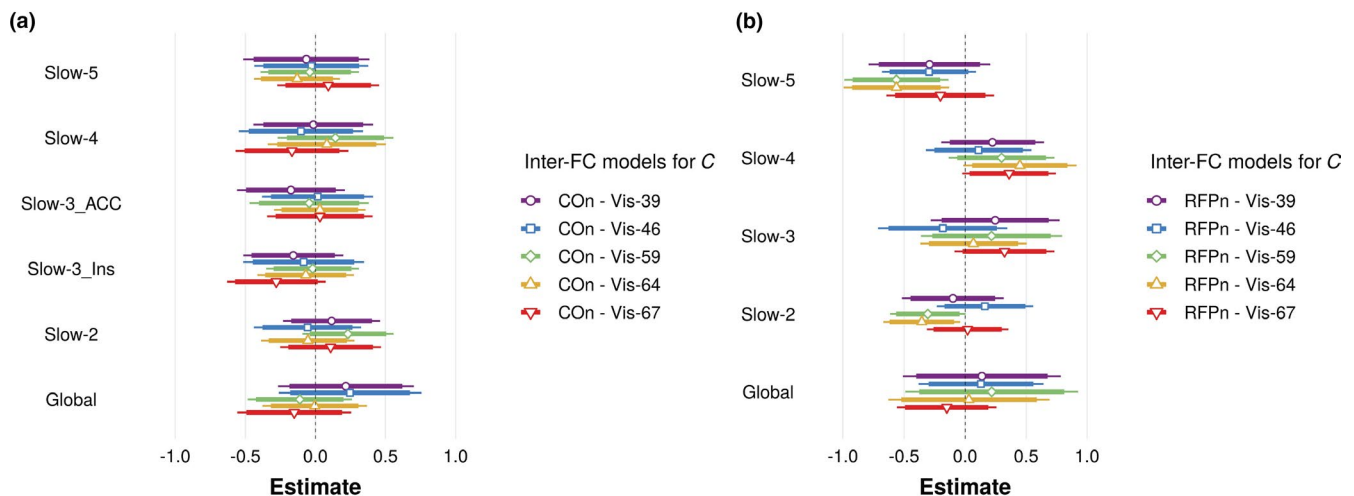 (a)
Slow-5
Slow-4
Slow-3_ACC
Slow-3_Ins
Slow-2
Global
-1.0 -0.5 0.0 0.5 1.0
Estimate
Inter-FC models for C
COn - Vis-39
COn - Vis-46
COn - Vis-59
COn - Vis-64
COn - Vis-67
(b)
Slow-5
Slow-4
Slow-3
Slow-2
Global
-1.0 -0.5 0.0 0.5 1.0
Estimate
Inter-FC models for C
RFPn - Vis-39
RFPn - Vis-46
RFPn - Vis-59
RFPn - Vis-64
RFPn - Vis-67